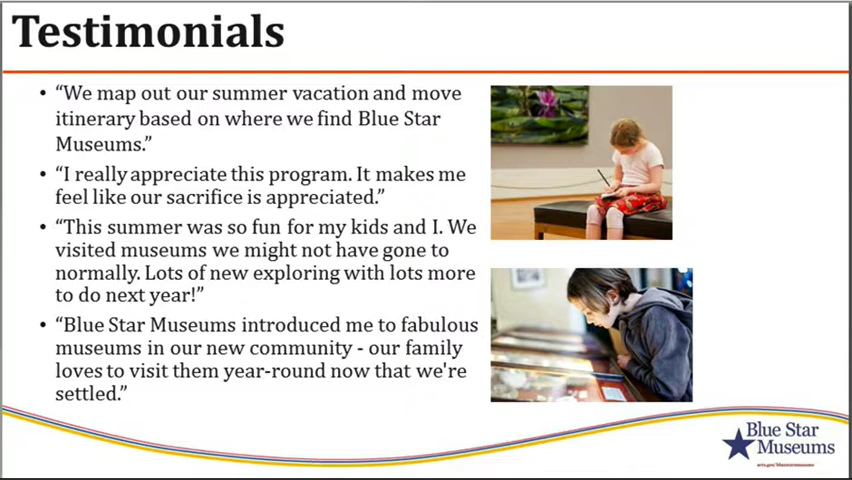 Testimonials
• “We map out our summer vacation and move
itinerary based on where we find Blue Star
Museums.”
• “I really appreciate this program. It makes me
feel like our sacrifice is appreciated.”
• “This summer was so fun for my kids and I. We
visited museums we might not have gone to
normally. Lots of new exploring with lots more
to do next year!”
• “Blue Star Museums introduced me to fabulous
museums in our new community - our family
loves to visit them year-round now that we're
settled.”
Blue Star
Museums